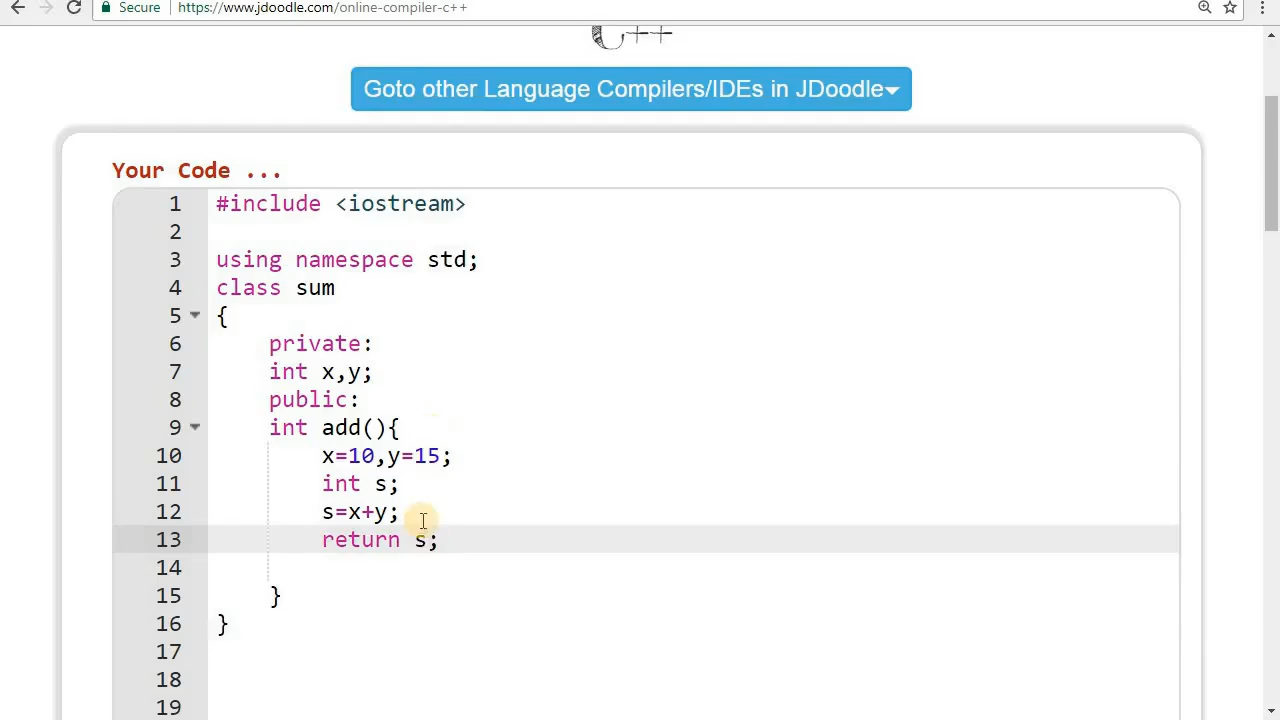 Secure https://www.jdoodle.com/online-compiler-c++
C++
Goto other Language Compilers/IDEs in JDoodle
Your Code ...
1 #include <iostream>
2
3 using namespace std;
4 class sum
5 {
6 private:
7 int x,y;
8 public:
9 int add(){
10 x=10,y=15;
11 int s;
12 s=x+y;
13 return s;
14
15 }
16 }
17
18
19